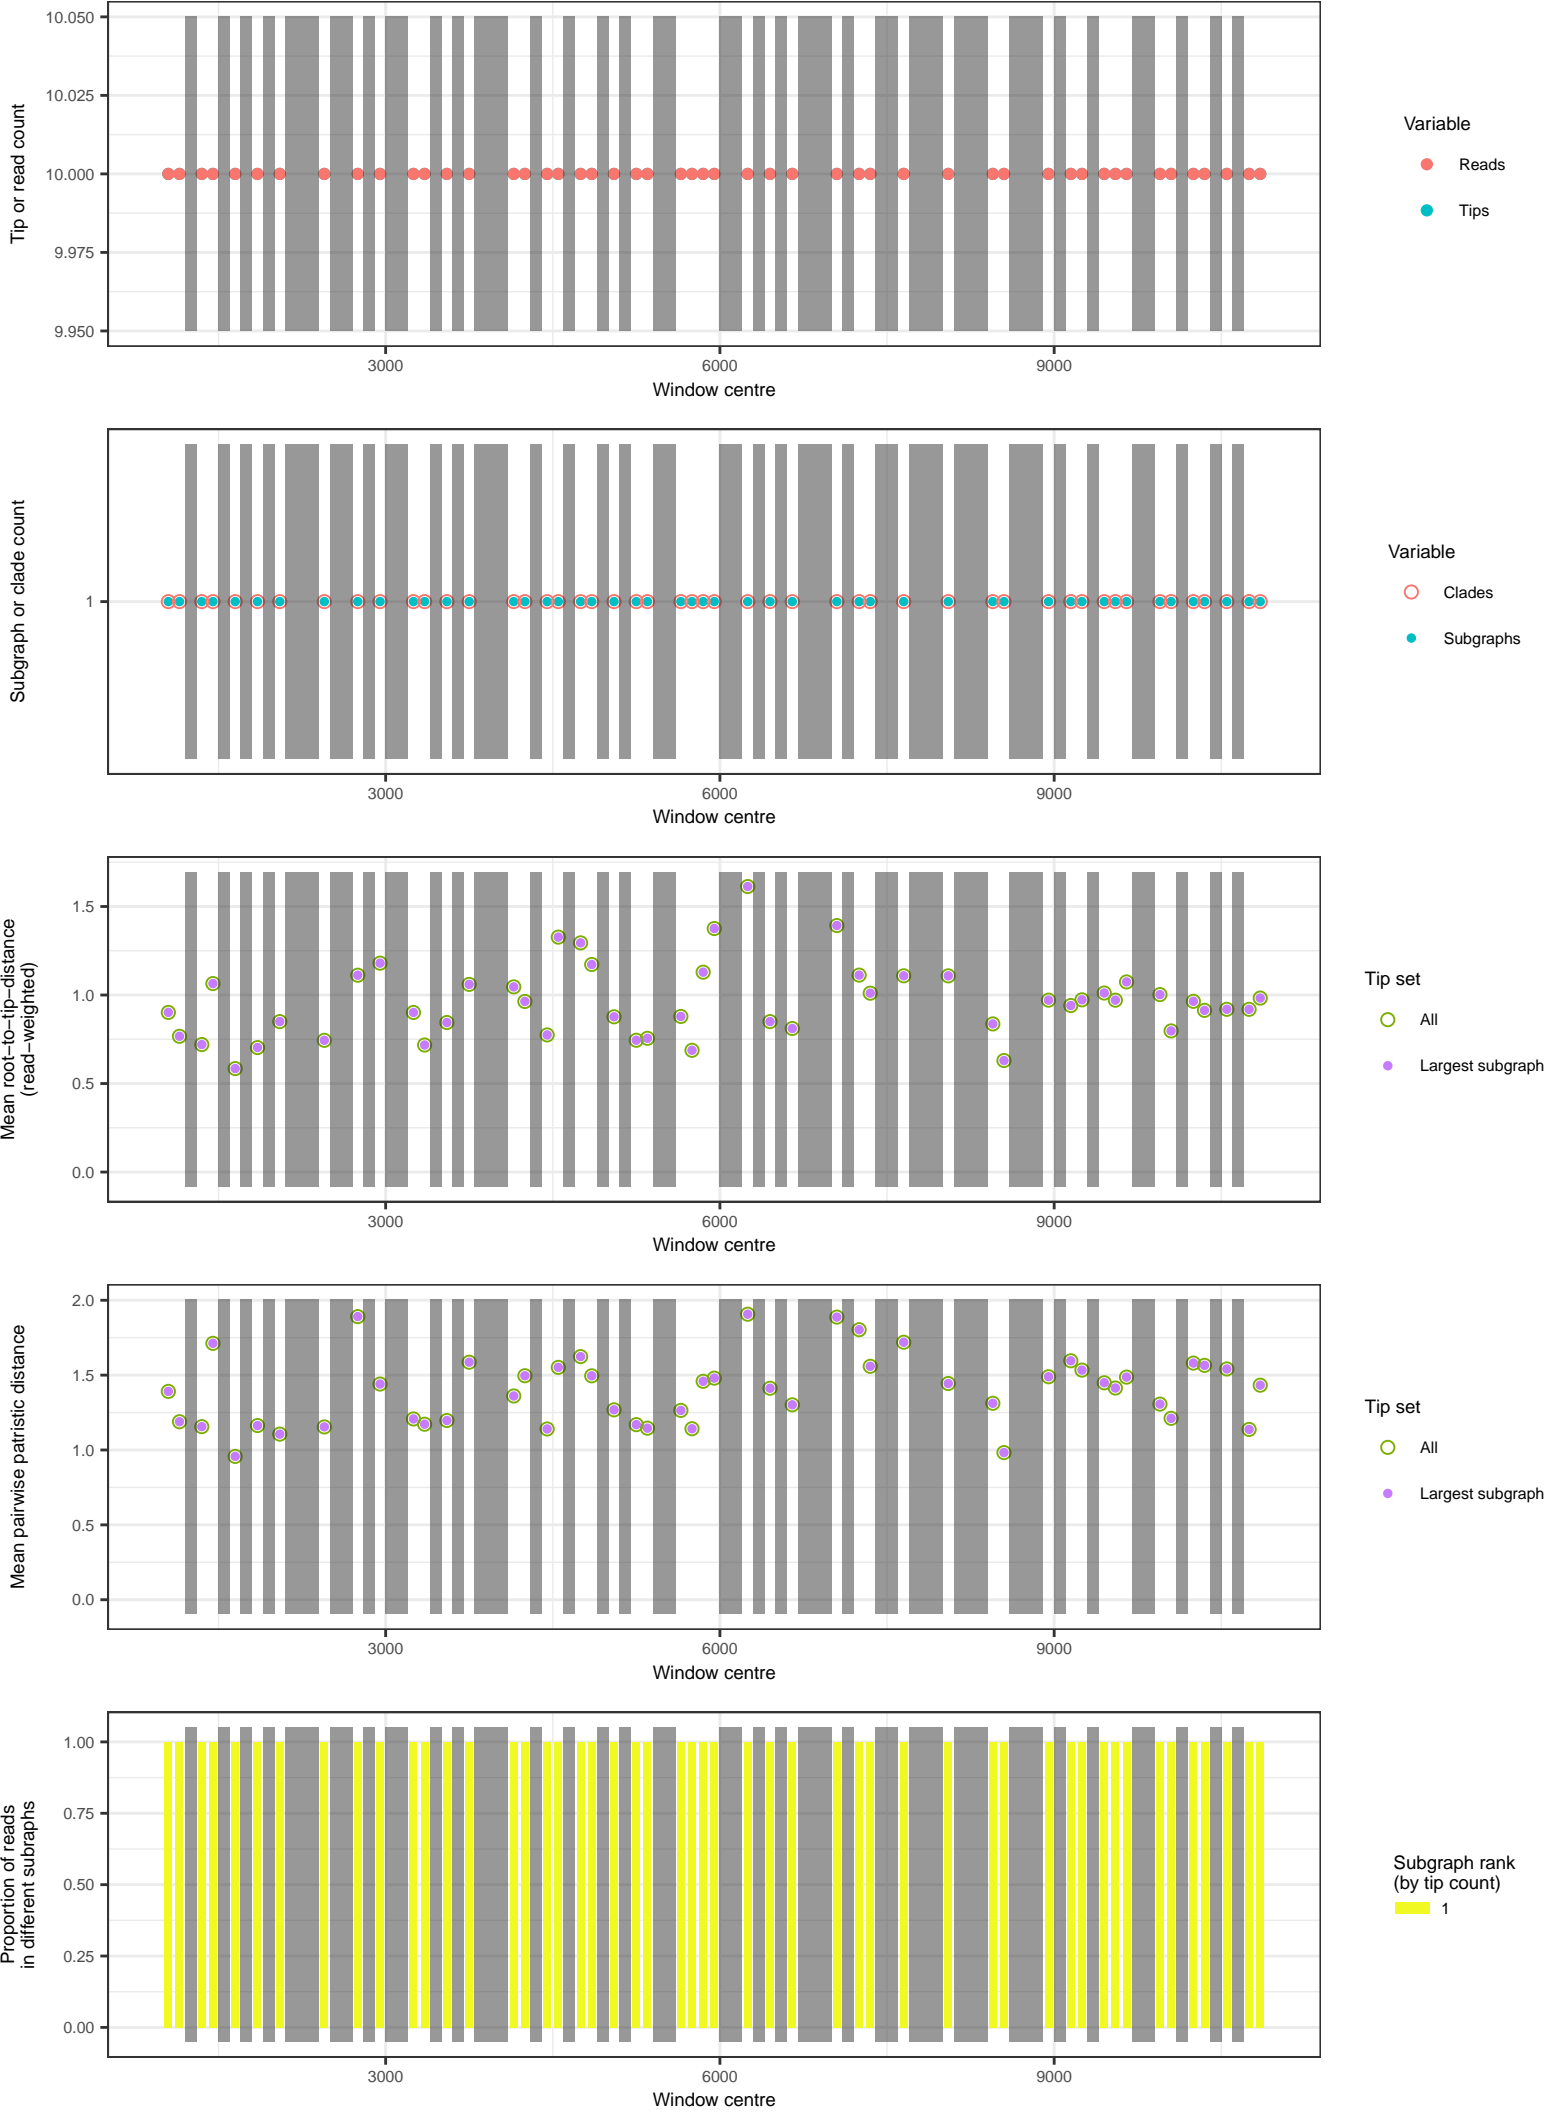 10.050
10.025
10.000
9.975
9.950
Tip or read count
3000
6000
9000
Window centre
Variable
Reads
Tips
1
Subgraph or clade count
3000
6000
9000
Window centre
Variable
Clades
Subgraphs
1.5
1.0
0.5
0.0
Mean root−to−tip−distance
(read−weighted)
3000
6000
9000
Window centre
Tip set
All
Largest subgraph
2.0
1.5
1.0
0.5
0.0
Mean pairwise patristic distance
3000
6000
9000
Window centre
Tip set
All
Largest subgraph
1.00
0.75
0.50
0.25
0.00
Proportion of reads
in different subraphs
3000
6000
9000
Window centre
Subgraph rank
(by tip count)
1